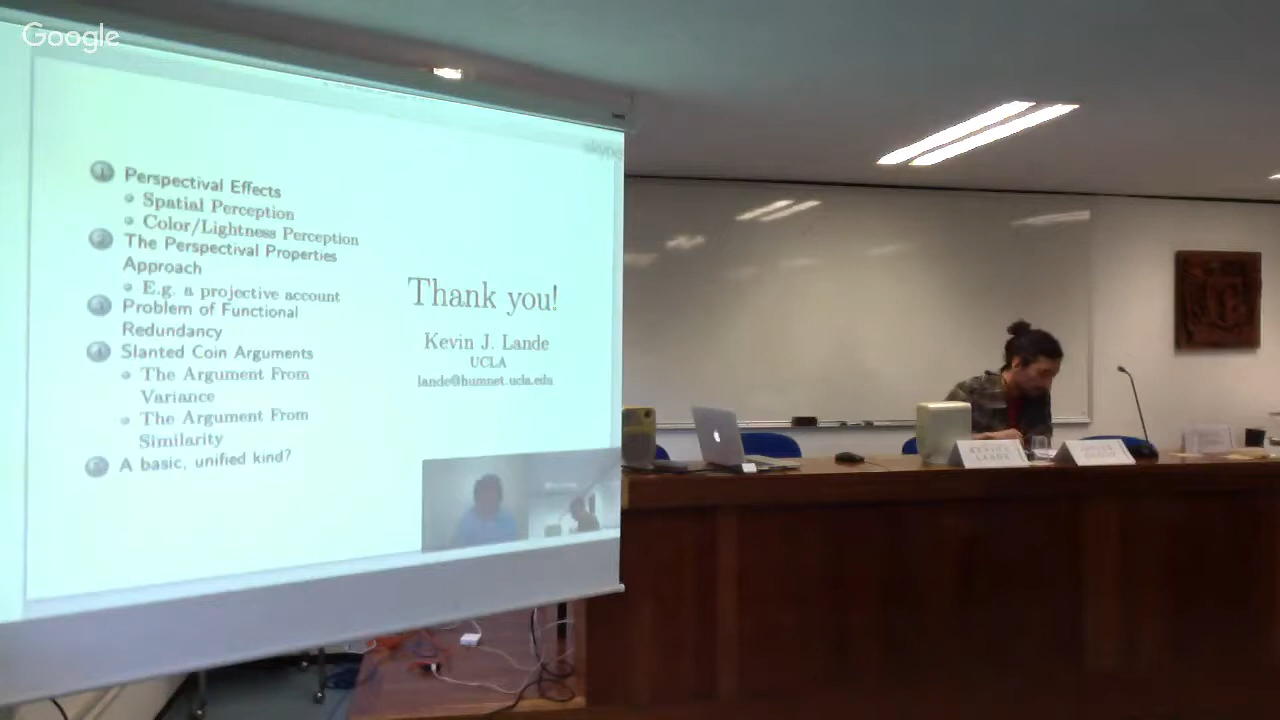 Google
skype
1 Perspectival Effects
Spatial Perception
Color/Lightness Perception
The Perspectival Properties
Approach
E.g. a projective account
Problem of Functional
Redundancy
Slanted Coin Arguments
The Argument From
Variance
The Argument From
Similarity
A basic, unified kind?
Thank you!
Kevin J. Lande
UCLA
lande@humnet.ucla.edu